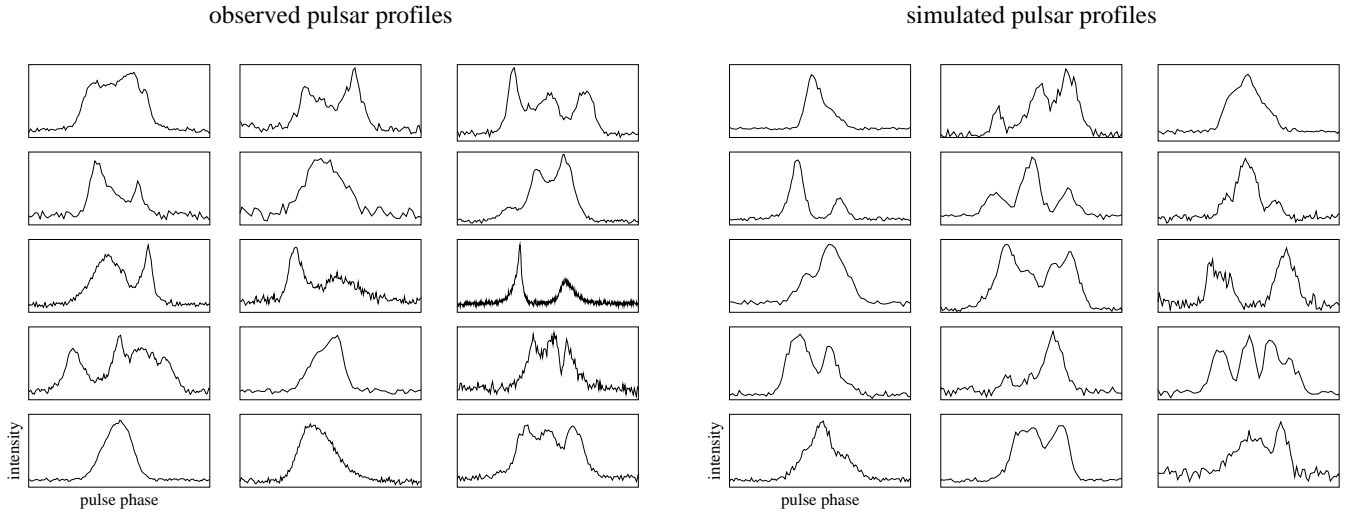 observed pulsar profiles
simulated pulsar profiles
intensity
pulse phase
intensity
pulse phase